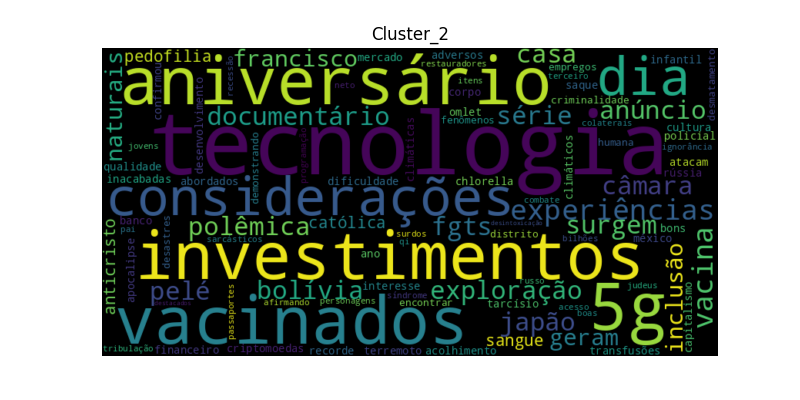 Cluster_2
pedofilia
francisco
mercado
adversos
casa
infantil
restauradores
empregos
terceiro
saque
itens
naturais
confirmou
recessão
aniversário
neto
corpo
dia
desmatamento
desenvolvimento
documentário
omlet
série
criminalidade
anúncio
fenômenos
colaterais
cultura
policial
jovens
tecnologia
programação
climáticas
humana
ignorância
qualidade
abordados
demonstrando
dificuldade
climáticos
atacam
inacabadas
chlorella
rússia
considerações
câmara
experiências
combate
banco
polêmica
católica
surdos
desintoxicação
fgts
distrito
surgem
bons
pai
sarcásticos
qi
bilhões
méxico
anticristo
apocalipse
desastres
investimentos
ano
inclusão
vacina
pelé
bolívia
interesse
síndrome
russo
exploração
5g
judeus
capitalismo
passaportes
afirmando
personagens
encontrar
tarcísio
acesso
boas
vacinados
japão
geram
sangue
tribulação
financeiro
criptomoedas
recorde
terremoto
acolhimento
transfusões